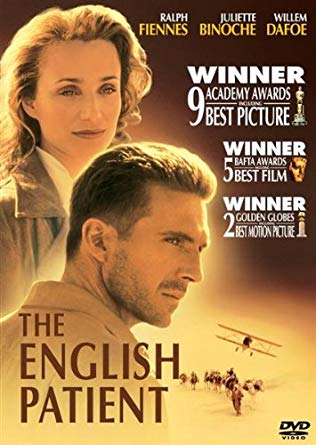 RALPH FIENNES
JULIETTE BINOCHE
WILLEM DAFOE
WINNER
9 ACADEMY AWARDS
INCLUDING
BEST PICTURE
WINNER
5 BAFTA AWARDS
INCLUDING
BEST FILM
WINNER
2 GOLDEN GLOBES
INCLUDING
BEST MOTION PICTURE
THE
ENGLISH
PATIENT
DVD
VIDEO